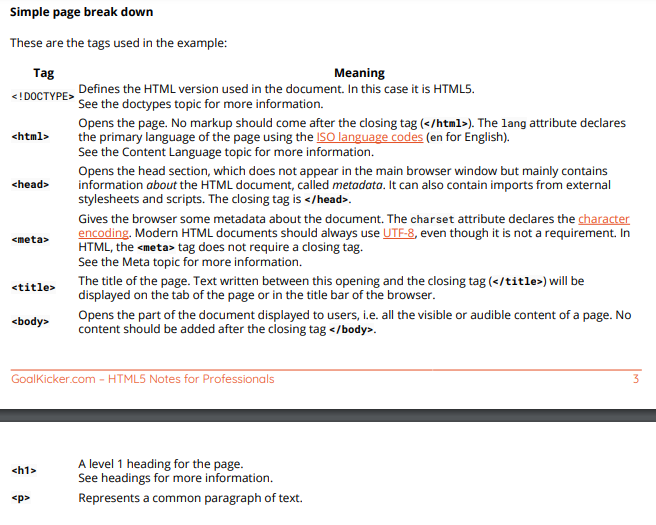 Simple page break down
These are the tags used in the example:
Tag Meaning
<!DOCTYPE> Defines the HTML version used in the document. In this case it is HTML5.
See the doctypes topic for more information.
<html> Opens the page. No markup should come after the closing tag (</html>). The lang attribute declares
the primary language of the page using the ISO language codes (en for English).
See the Content Language topic for more information.
<head> Opens the head section, which does not appear in the main browser window but mainly contains
information about the HTML document, called metadata. It can also contain imports from external
stylesheets and scripts. The closing tag is </head>.
<meta> Gives the browser some metadata about the document. The charset attribute declares the character
encoding. Modern HTML documents should always use UTF-8, even though it is not a requirement. In
HTML, the <meta> tag does not require a closing tag.
See the Meta topic for more information.
<title> The title of the page. Text written between this opening and the closing tag (</title>) will be
displayed on the tab of the page or in the title bar of the browser.
<body> Opens the part of the document displayed to users, i.e. all the visible or audible content of a page. No
content should be added after the closing tag </body>.
GoalKicker.com – HTML5 Notes for Professionals 3
<h1> A level 1 heading for the page.
See headings for more information.
<p> Represents a common paragraph of text.